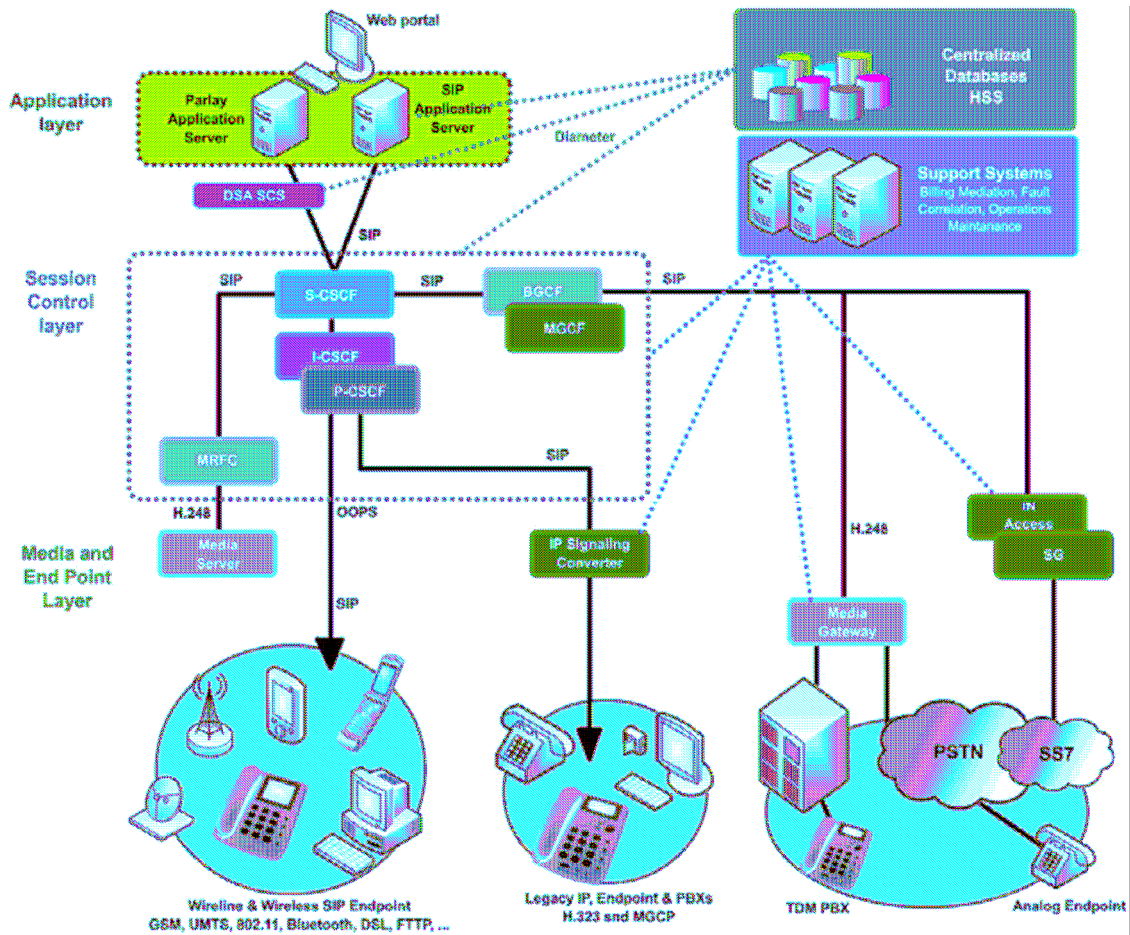 Web portal
Application
layer
Parlay
Application
Server
SIP
Application
Server
Centralized
Databases
HSS
Diameter
DSA SCS
Support Systems
Billing Mediation, Fault
Correlation, Operations
Maintanance
SIP
Session
Control
layer
SIP
S-CSCF
SIP
BGCF
MGCF
SIP
I-CSCF
P-CSCF
MRFC
SIP
H.248
OOPS
H.248
IN
Access
SG
Media and
End Point
Layer
Media
Server
IP Signaling
Converter
SIP
Media
Gateway
PSTN
SS7
Wireline & Wireless SIP Endpoint
GSM, UMTS, 802.11, Bluetooth, DSL, FTTP, ...
Legacy IP, Endpoint & PBXs
H.323 snd MGCP
TDM PBX
Analog Endpoint